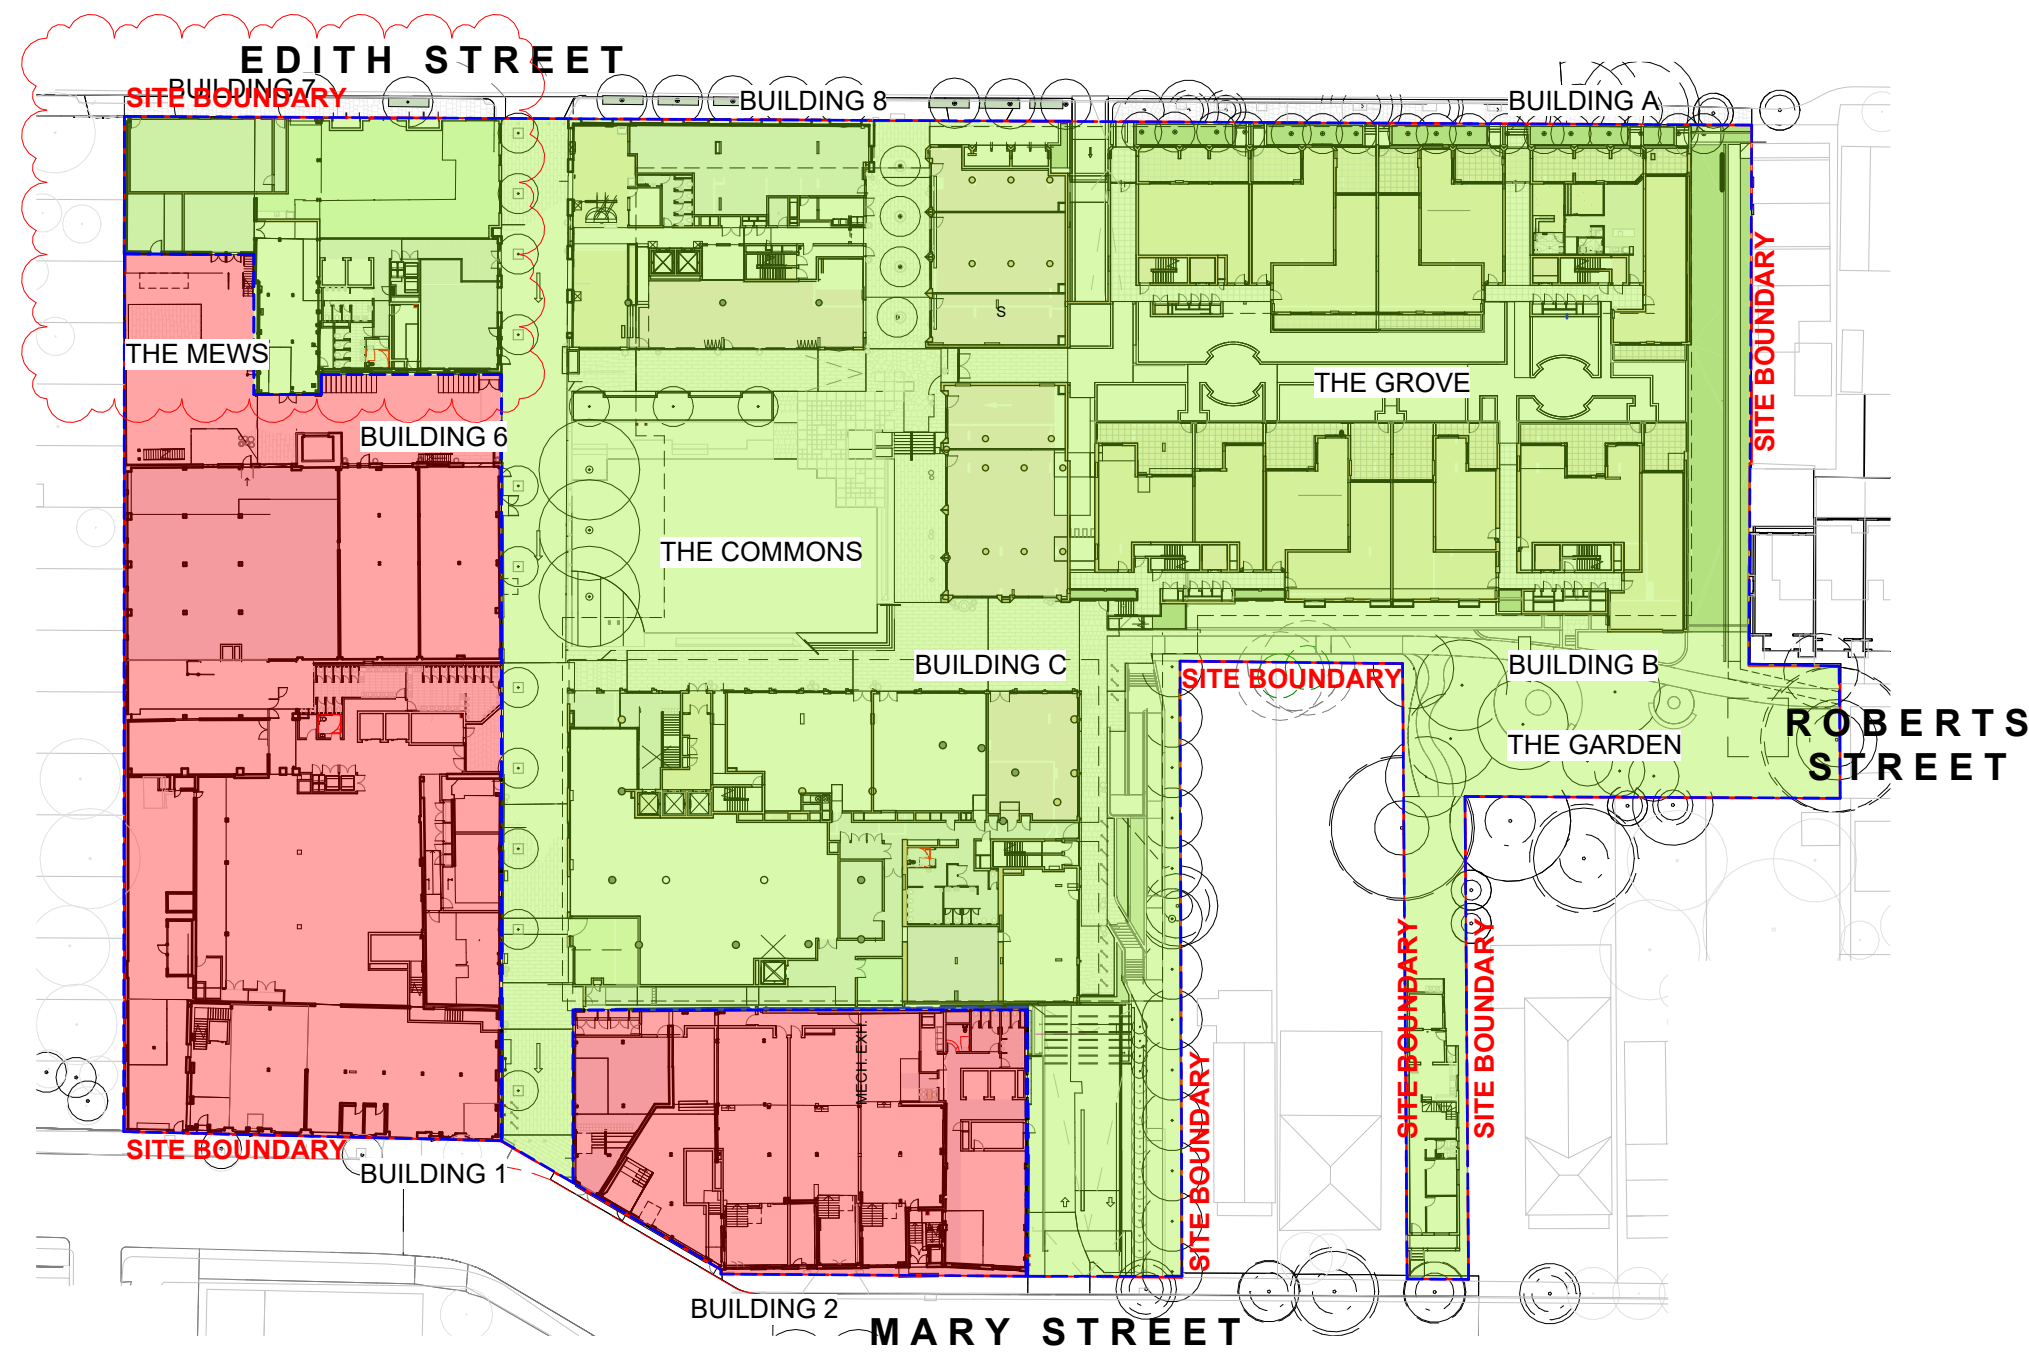 EDITH STREET
BUILDING 7
SITE BOUNDARY
BUILDING 8
BUILDING A
SITE BOUNDARY
S
THE MEWS
THE GROVE
BUILDING 6
THE COMMONS
BUILDING C
SITE BOUNDARY
BUILDING B
ROBERTS
STREET
THE GARDEN
SITE BOUNDARY
SITE BOUNDARY
MECH. EXH.
SITE BOUNDARY
SITE BOUNDARY
BUILDING 1
BUILDING 2
MARY STREET